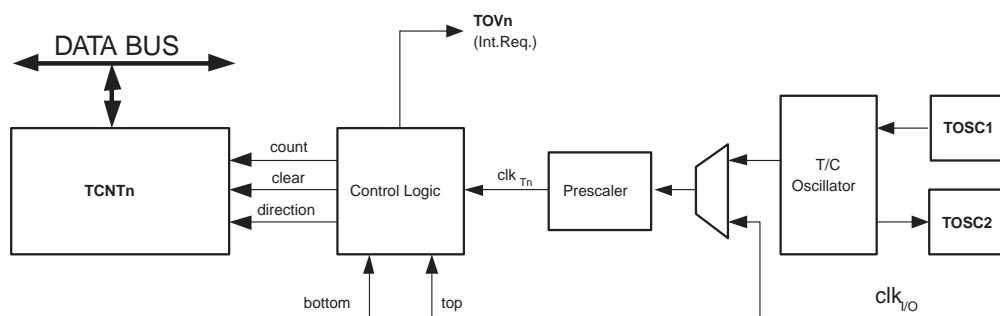 TOVn
(Int.Req.)
DATA BUS
TOSC1
count
T/C
Oscillator
clk Tn
TCNTn
clear
Control Logic
Prescaler
direction
TOSC2
bottom
top
clkI/O